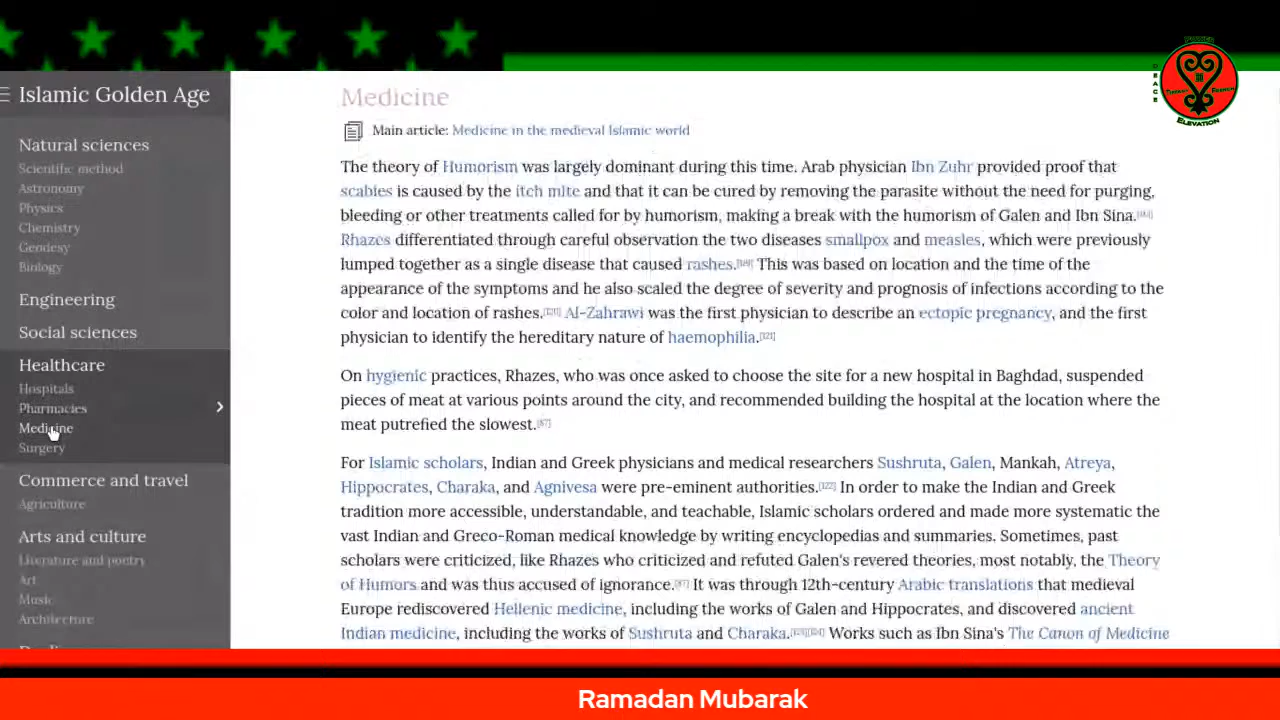 Islamic Golden Age
Natural sciences
Scientific method
Astronomy
Physics
Chemistry
Geodesy
Biology
Engineering
Social sciences
Healthcare
Hospitals
Pharmacies
Medicine
Surgery
Commerce and travel
Agriculture
Arts and culture
Literature and poetry
Art
Music
Architecture
Medicine
Main article: Medicine in the medieval Islamic world
The theory of Humorism was largely dominant during this time. Arab physician Ibn Zuhr provided proof that
scabies is caused by the itch mite and that it can be cured by removing the parasite without the need for purging,
bleeding or other treatments called for by humorism, making a break with the humorism of Galen and Ibn Sina.
Rhazes differentiated through careful observation the two diseases smallpox and measles, which were previously
lumped together as a single disease that caused rashes. This was based on location and the time of the
appearance of the symptoms and he also scaled the degree of severity and prognosis of infections according to the
color and location of rashes.[120] Al-Zahrawi was the first physician to describe an ectopic pregnancy, and the first
physician to identify the hereditary nature of haemophilia.[121]
On hygienic practices, Rhazes, who was once asked to choose the site for a new hospital in Baghdad, suspended
pieces of meat at various points around the city, and recommended building the hospital at the location where the
meat putrefied the slowest.[87]
For Islamic scholars, Indian and Greek physicians and medical researchers Sushruta, Galen, Mankah, Atreya,
Hippocrates, Charaka, and Agnivesa were pre-eminent authorities.[122] In order to make the Indian and Greek
tradition more accessible, understandable, and teachable, Islamic scholars ordered and made more systematic the
vast Indian and Greco-Roman medical knowledge by writing encyclopedias and summaries. Sometimes, past
scholars were criticized, like Rhazes who criticized and refuted Galen's revered theories, most notably, the Theory
of Humors and was thus accused of ignorance.[87] It was through 12th-century Arabic translations that medieval
Europe rediscovered Hellenic medicine, including the works of Galen and Hippocrates, and discovered ancient
Indian medicine, including the works of Sushruta and Charaka.[123][124] Works such as Ibn Sina's The Canon of Medicine
PEACE
ELEVATION
Ramadan Mubarak